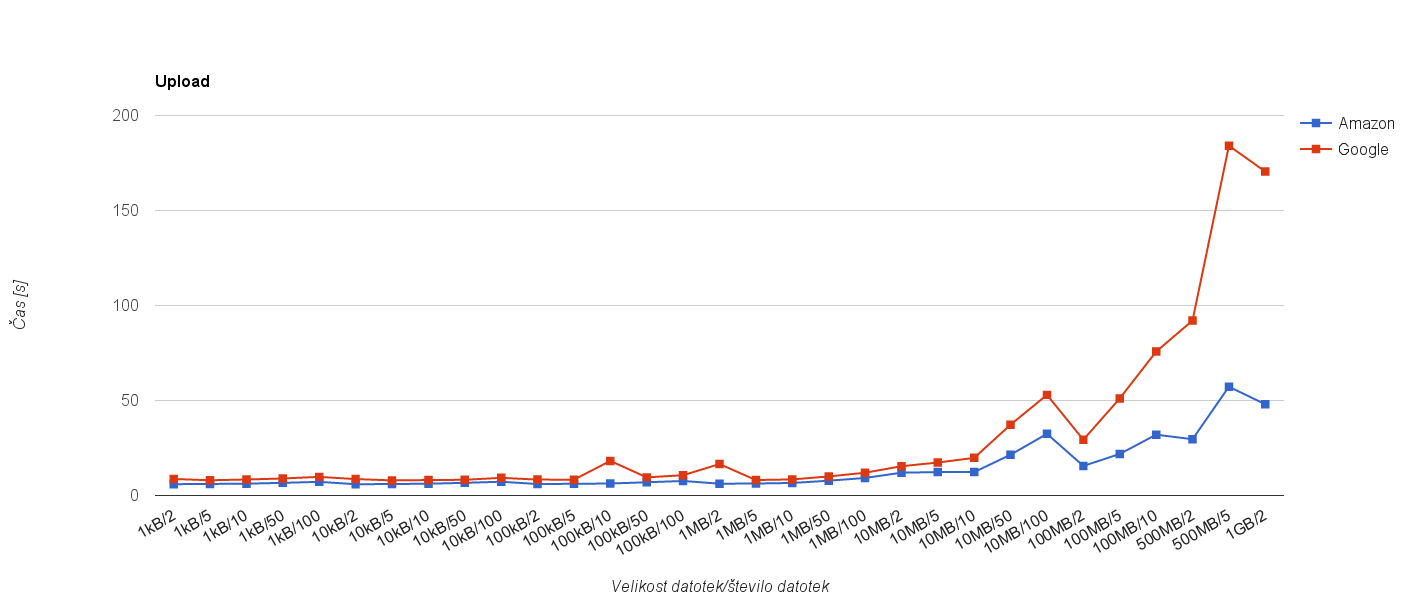 Upload
200
150
100
50
0
Čas [s]
Amazon
Google
1kB/2
1kB/5
1kB/10
1kB/50
1kB/100
10kB/2
10kB/5
10kB/10
10kB/50
10kB/100
100kB/2
100kB/5
100kB/10
100kB/50
100kB/100
1MB/2
1MB/5
1MB/10
1MB/50
1MB/100
10MB/2
10MB/5
10MB/10
10MB/50
10MB/100
100MB/2
100MB/5
100MB/10
500MB/2
500MB/5
1GB/2
Velikost datotek/število datotek